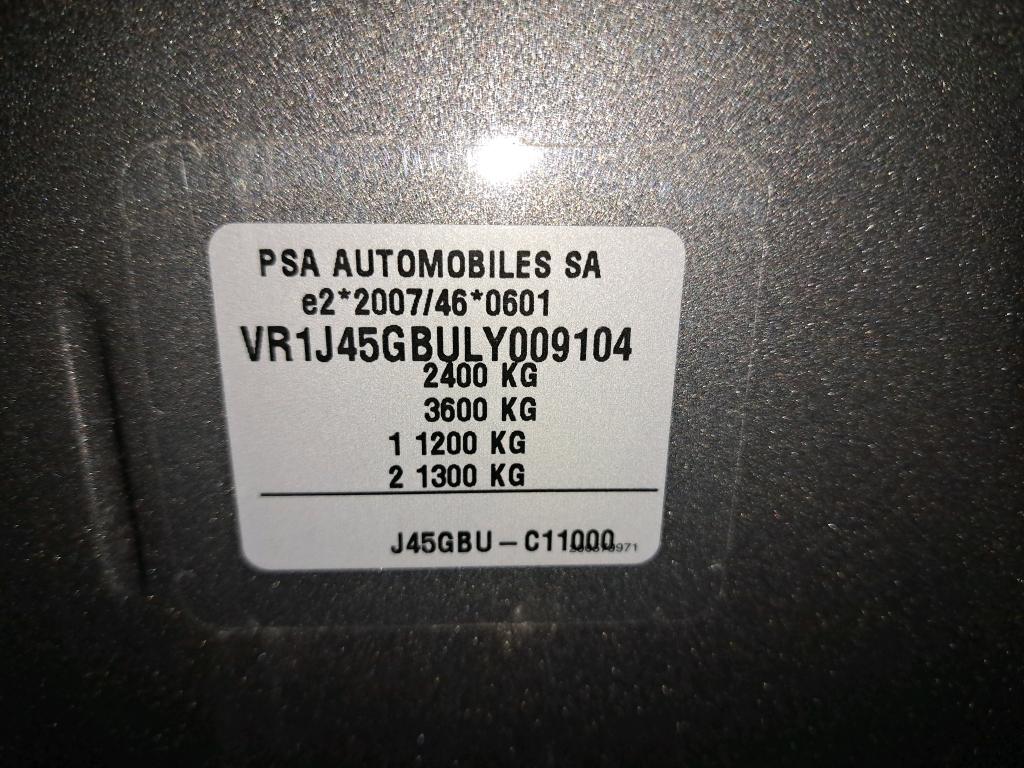 PSA AUTOMOBILES SA
e2*2007/46*0601
VR1J45GBULY009104
2400 KG
3600 KG
1 1200 KG
2 1300 KG
J45GBU – C11000